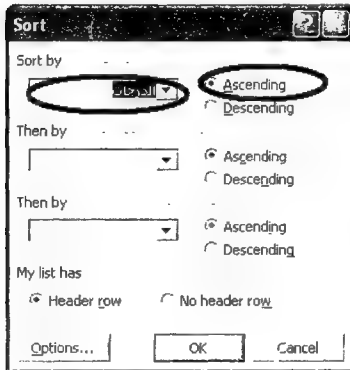 Sort
Sort by
Ascending
Descending
Then by
Ascending
Descending
Then by
Ascending
Descending
My list has
Header row No header row
Options... OK Cancel